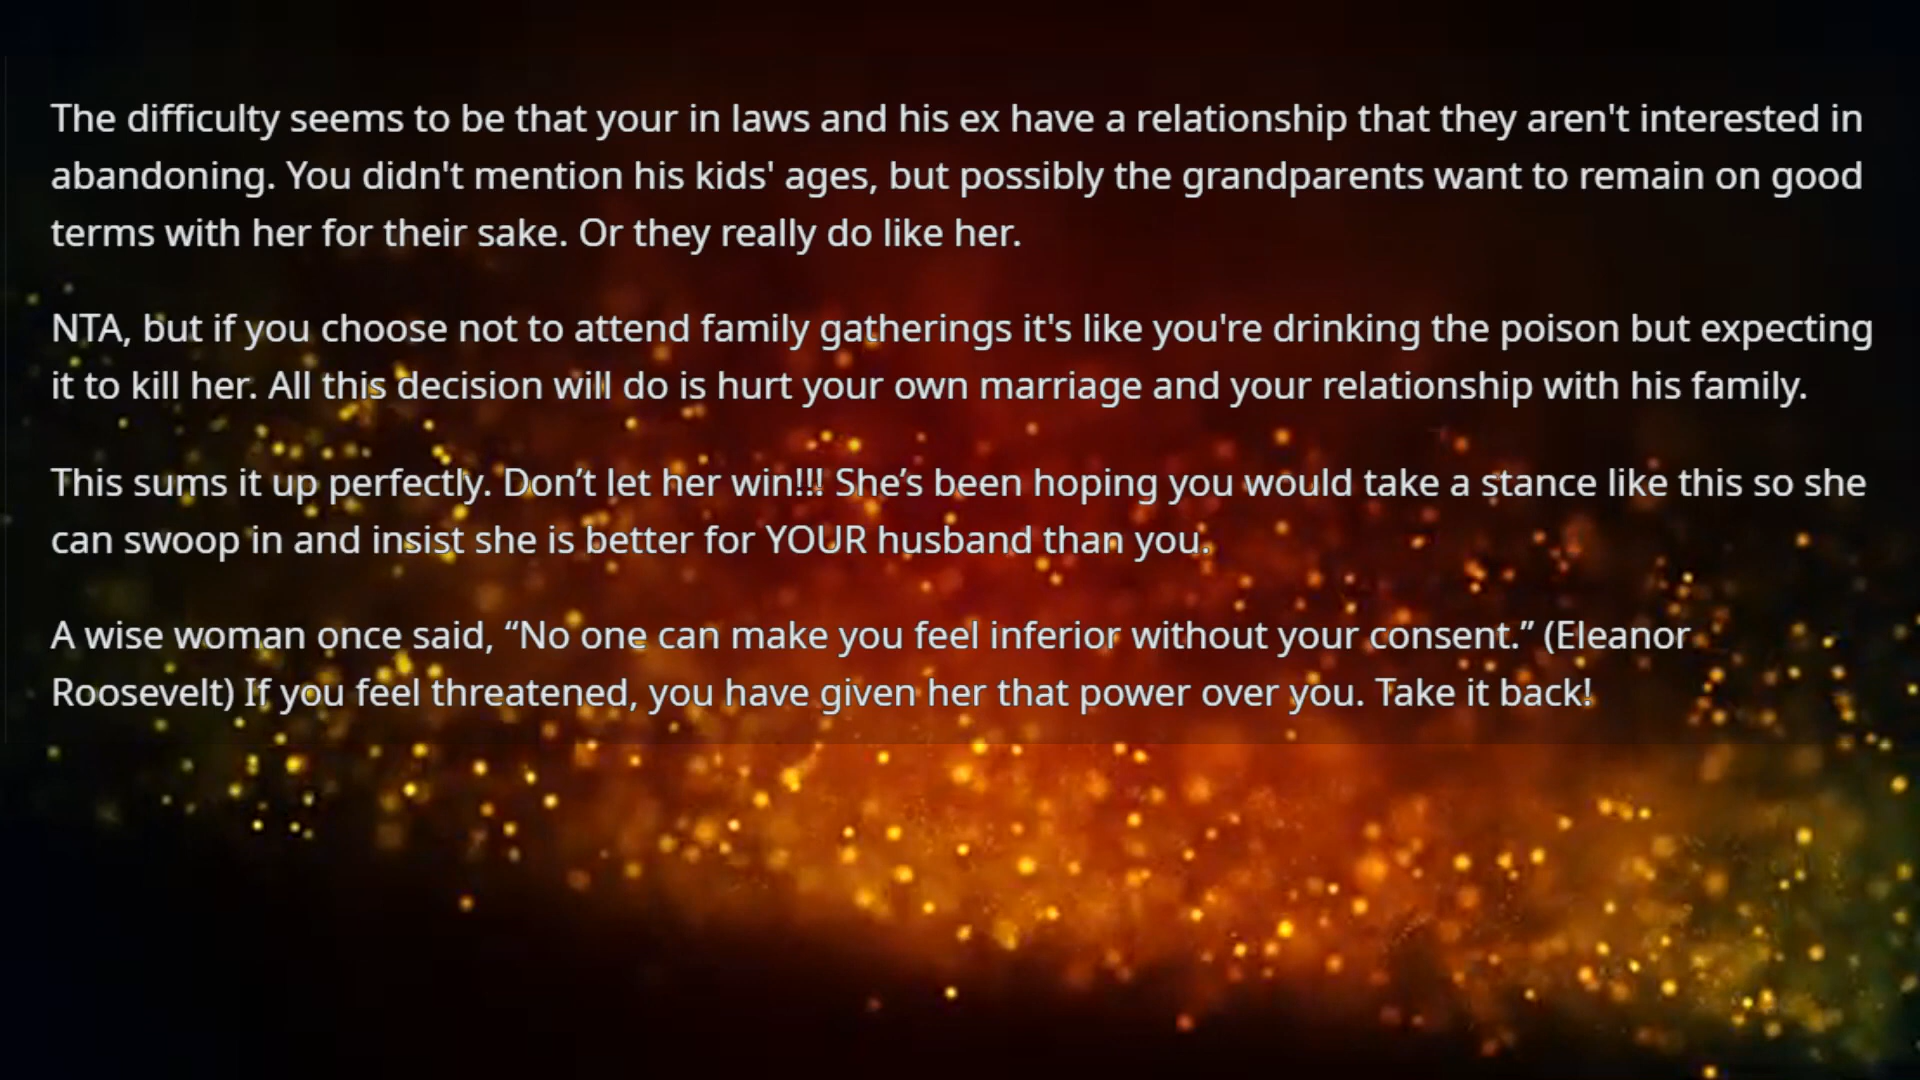 The difficulty seems to be that your in laws and his ex have a relationship that they aren't interested in
abandoning. You didn't mention his kids' ages, but possibly the grandparents want to remain on good
terms with her for their sake. Or they really do like her.
NTA, but if you choose not to attend family gatherings it's like you're drinking the poison but expecting
it to kill her. All this decision will do is hurt your own marriage and your relationship with his family.
This sums it up perfectly. Don’t let her win!!! She’s been hoping you would take a stance like this so she
can swoop in and insist she is better for YOUR husband than you.
A wise woman once said, “No one can make you feel inferior without your consent.” (Eleanor
Roosevelt) If you feel threatened, you have given her that power over you. Take it back!